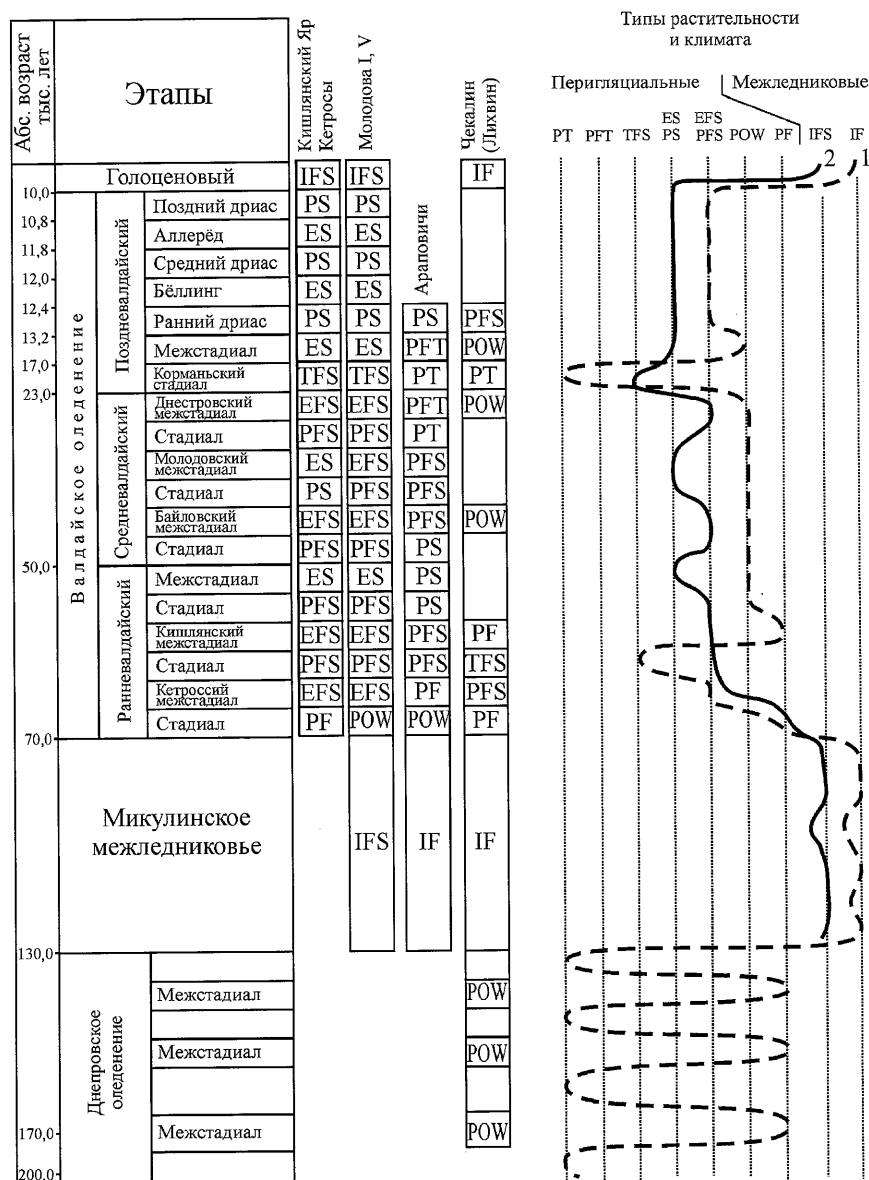 Типы растительности
и климата
Перигляциальные
Межледниковые
ES EFS
PT PFT TFS PS PFS POW PF IFS IF
2 1
Абс. возраст
тыс. лет
Этапы
Кишлянский Яр
Кетросы
Молодова I, V
Арaповичи
Чекалин
(Лихвин)
Голоценовый IFS IFS IF
10,0
Валдайское оледенение
Поздневалдайский
Поздний дриас PS PS
10,8
Аллерёд ES ES
11,8
Средний дриас PS PS
12,0
Бёллинг ES ES
12,4
Ранний дриас PS PS PS PFS
13,2
Межстадиал ES ES PFT POW
17,0
Корманьский
стадиал TFS TFS PT PT
23,0
Средневалдайский
Днестровский
межстадиал EFS EFS PFT POW
Стадиал PFS PFS PT
Молодовский
межстадиал ES EFS PFS
Стадиал PS PFS PFS
Байловский
межстадиал EFS EFS PFS POW
Стадиал PFS PFS PS
50,0
Ранневалдайский
Межстадиал ES ES PS
Стадиал PFS PFS PS
Кишлянский
межстадиал EFS EFS PFS PF
Стадиал PFS PFS PFS TFS
Кетроссий
межстадиал EFS EFS PF PFS
Стадиал PF POW POW PF
70,0
Микулинское
межледниковье
IFS IF IF
130,0
Днепровское
оледенение
Межстадиал POW
Межстадиал POW
Межстадиал POW
170,0
200,0